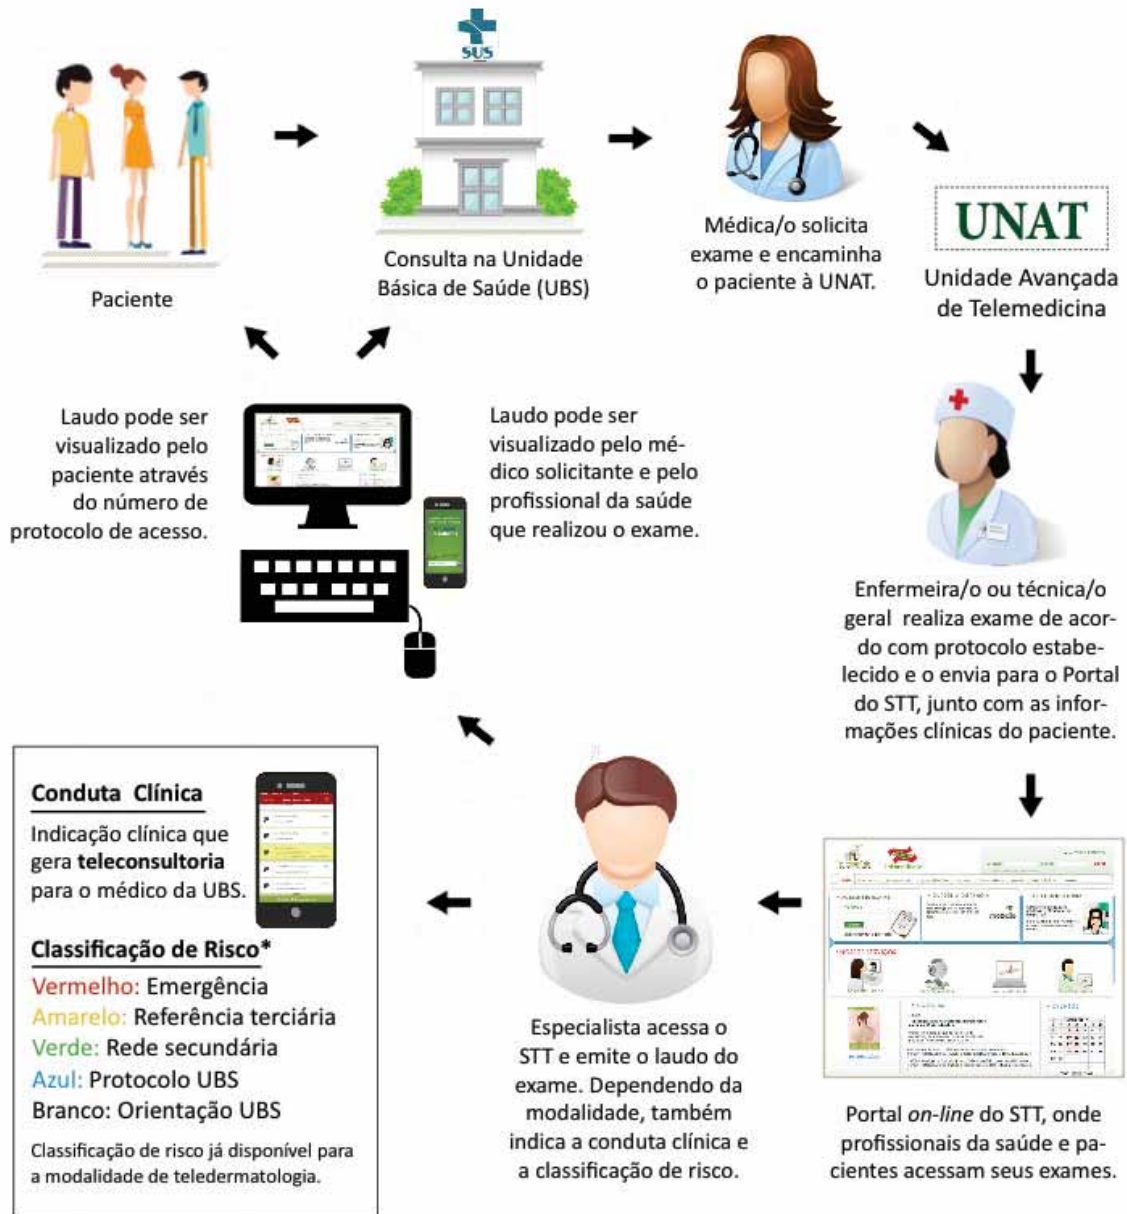 SUS
Paciente
Consulta na Unidade
Básica de Saúde (UBS)
Médica/o solicita
exame e encaminha
o paciente à UNAT.
UNAT
Unidade Avançada
de Telemedicina
Enfermeira/o ou técnica/o
geral realiza exame de acor-
do com protocolo estabe-
lecido e o envia para o Portal
do STT, junto com as infor-
mações clínicas do paciente.
Portal on-line do STT, onde
profissionais da saúde e pa-
cientes acessam seus exames.
Especialista acessa o
STT e emite o laudo do
exame. Dependendo da
modalidade, também
indica a conduta clínica e
a classificação de risco.
Laudo pode ser
visualizado pelo
paciente através
do número de
protocolo de acesso.
Laudo pode ser
visualizado pelo mé-
dico solicitante e pelo
profissional da saúde
que realizou o exame.
Conduta Clínica
Indicação clínica que
gera teleconsultoria
para o médico da UBS.
Classificação de Risco*
Vermelho: Emergência
Amarelo: Referência terciária
Verde: Rede secundária
Azul: Protocolo UBS
Branco: Orientação UBS
Classificação de risco já disponível para
a modalidade de teledermatologia.